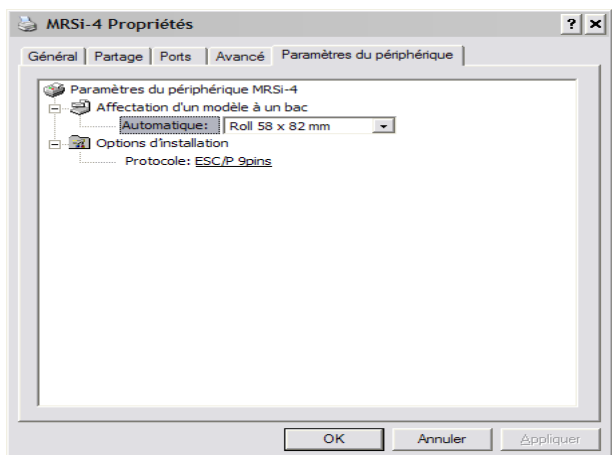 MRSi-4 Propriétés
Général Partage Ports Avancé Paramètres du périphérique
Paramètres du périphérique MRSi-4
Affectation d'un modèle à un bac
Automatique: Roll 58 x 82 mm
Options d'installation
Protocole: ESC/P 9pins
OK Annuler Appliquer